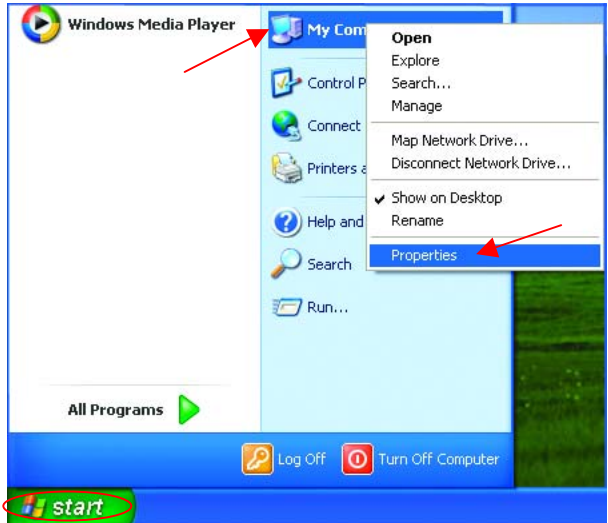 Windows Media Player
My Com
Open
Explore
Search...
Manage
Map Network Drive...
Disconnect Network Drive...
Show on Desktop
Rename
Properties
Control P
Connect
Printers a
Help and
Search
Run...
All Programs
Log Off
Turn Off Computer
start